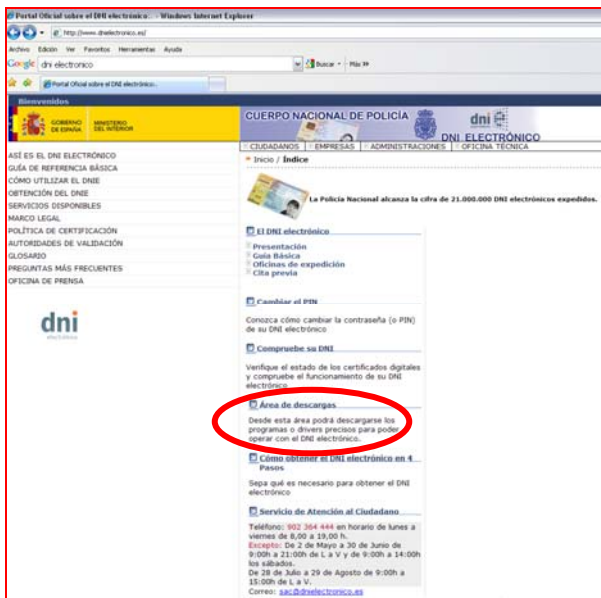 Portal Oficial sobre el DNI electrónico... - Windows Internet Explorer
http://www.dnielectronico.es/
Archivo Edición Ver Favoritos Herramientas Ayuda
Google dni electronico Buscar Más >>
Portal Oficial sobre el DNI electrónico...
Bienvenidos
GOBIERNO DE ESPAÑA
MINISTERIO DEL INTERIOR
CUERPO NACIONAL DE POLICÍA
dni
DNI ELECTRÓNICO
CIUDADANOS EMPRESAS ADMINISTRACIONES OFICINA TÉCNICA
ASÍ ES EL DNI ELECTRÓNICO
GUÍA DE REFERENCIA BÁSICA
CÓMO UTILIZAR EL DNIE
OBTENCIÓN DEL DNIE
SERVICIOS DISPONIBLES
MARCO LEGAL
POLÍTICA DE CERTIFICACIÓN
AUTORIDADES DE VALIDACIÓN
GLOSARIO
PREGUNTAS MÁS FRECUENTES
OFICINA DE PRENSA
dni
electrónico
Inicio / Índice
La Policía Nacional alcanza la cifra de 21.000.000 DNI electrónicos expedidos.
El DNI electrónico
Presentación
Guía Básica
Oficinas de expedición
Cita previa
Cambiar el PIN
Conozca cómo cambiar la contraseña (o PIN)
de su DNI electrónico
Compruebe su DNI
Verifique el estado de los certificados digitales
y compruebe el funcionamiento de su DNI
electrónico
Área de descargas
Desde esta área podrá descargarse los
programas o drivers precisos para poder
operar con el DNI electrónico.
Cómo obtener el DNI electrónico en 4
Pasos
Sepa qué es necesario para obtener el DNI
electrónico
Servicio de Atención al Ciudadano
Teléfono: 902 364 444 en horario de lunes a
viernes de 8,00 a 19,00 h.
Excepto: De 2 de Mayo a 30 de Junio de
9:00h a 21:00h de L a V y de 9:00h a 14:00h
los sábados.
De 28 de Julio a 29 de Agosto de 9:00h a
15:00h de L a V.
Correo: sac@dnielectronico.es